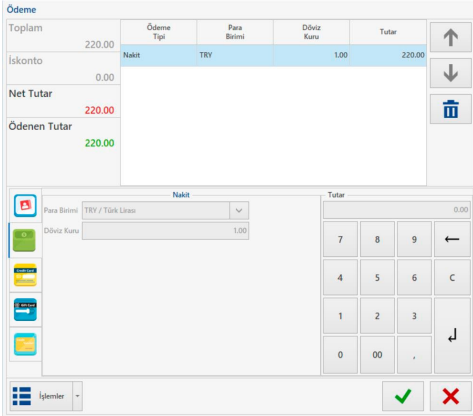 Ödeme
Toplam
220.00
İskonto
0.00
Net Tutar
220.00
Ödenen Tutar
220.00
Ödeme Tipi Para Birimi Döviz Kuru Tutar
Nakit TRY 1.00 220.00
Nakit
Para Birimi TRY / Türk Lirası
Döviz Kuru 1.00
Tutar
0.00
7 8 9
4 5 6 C
1 2 3
0 00 ,
Credit Card
İşlemler